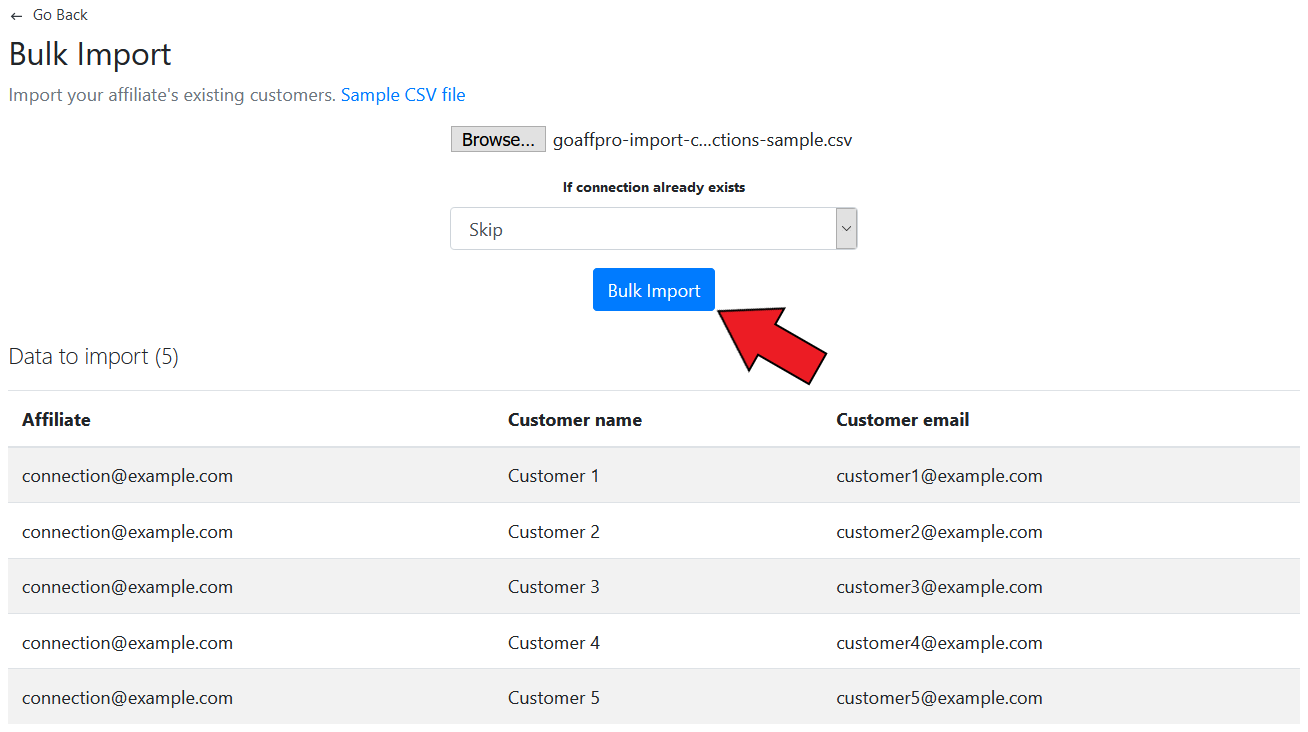 ← Go Back
Bulk Import
Import your affiliate's existing customers. Sample CSV file
Browse... goaffpro-import-c...ctions-sample.csv
If connection already exists
Skip
Bulk Import
Data to import (5)
Affiliate Customer name Customer email
connection@example.com Customer 1 customer1@example.com
connection@example.com Customer 2 customer2@example.com
connection@example.com Customer 3 customer3@example.com
connection@example.com Customer 4 customer4@example.com
connection@example.com Customer 5 customer5@example.com